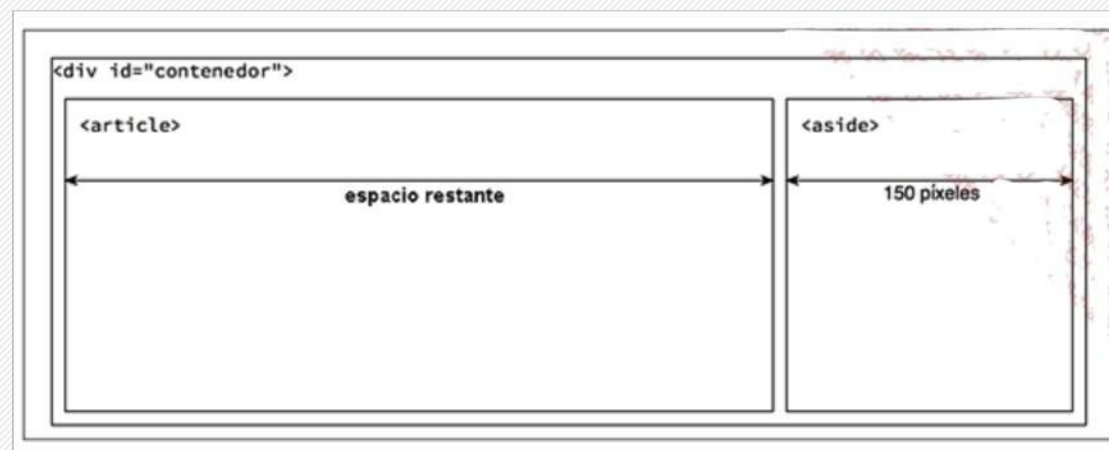 <div id="contenedor">
<article>
<aside>
espacio restante
150 píxeles